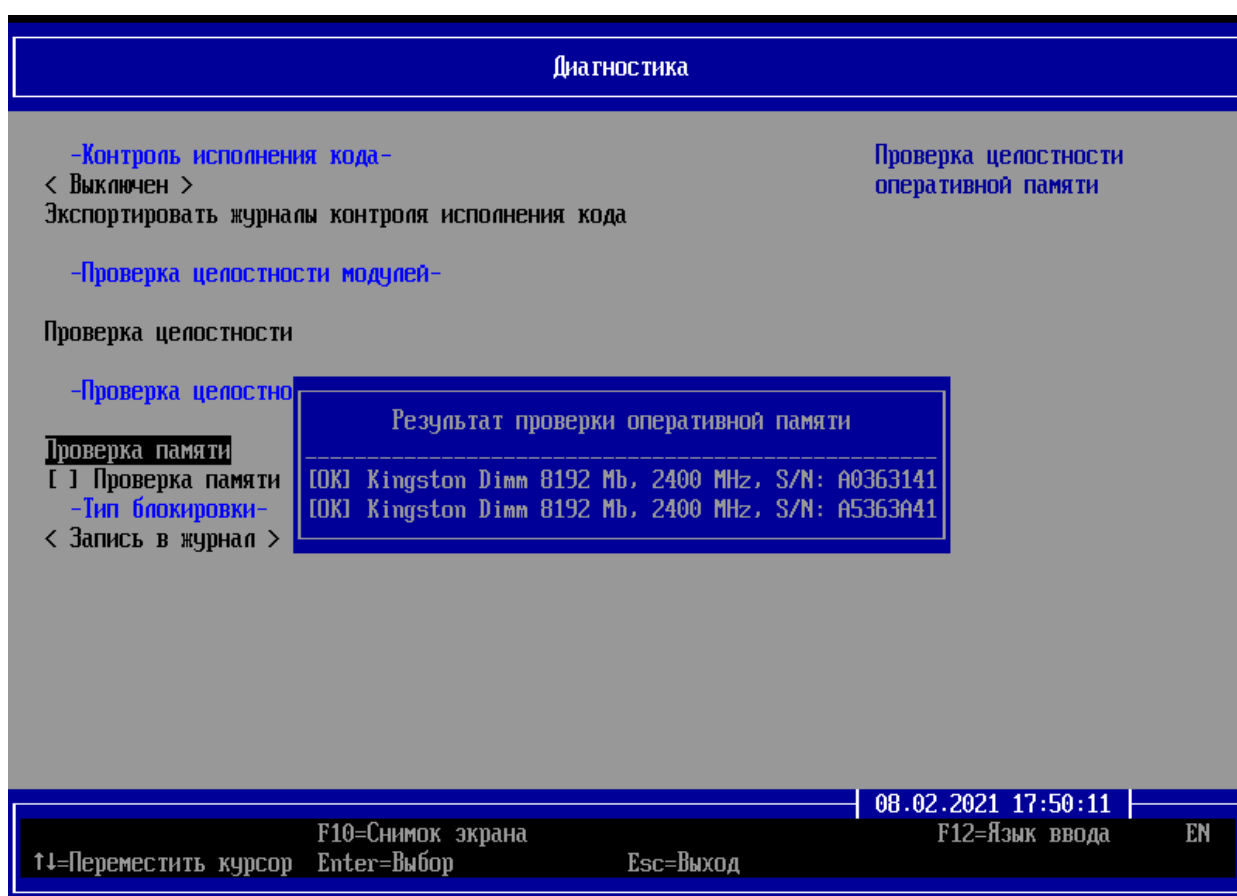 Диагностика
-Контроль исполнения кода-
< Выключен >
Экспортировать журналы контроля исполнения кода
-Проверка целостности модулей-
Проверка целостности
-Проверка целостно
Проверка памяти
[ ] Проверка памяти
-Тип блокировки-
< Запись в журнал >
Проверка целостности
оперативной памяти
Результат проверки оперативной памяти
[OK] Kingston Dimm 8192 Mb, 2400 MHz, S/N: A0363141
[OK] Kingston Dimm 8192 Mb, 2400 MHz, S/N: A5363A41
08.02.2021 17:50:11
F10=Снимок экрана F12=Язык ввода EN
↑↓=Переместить курсор Enter=Выбор Esc=Выход